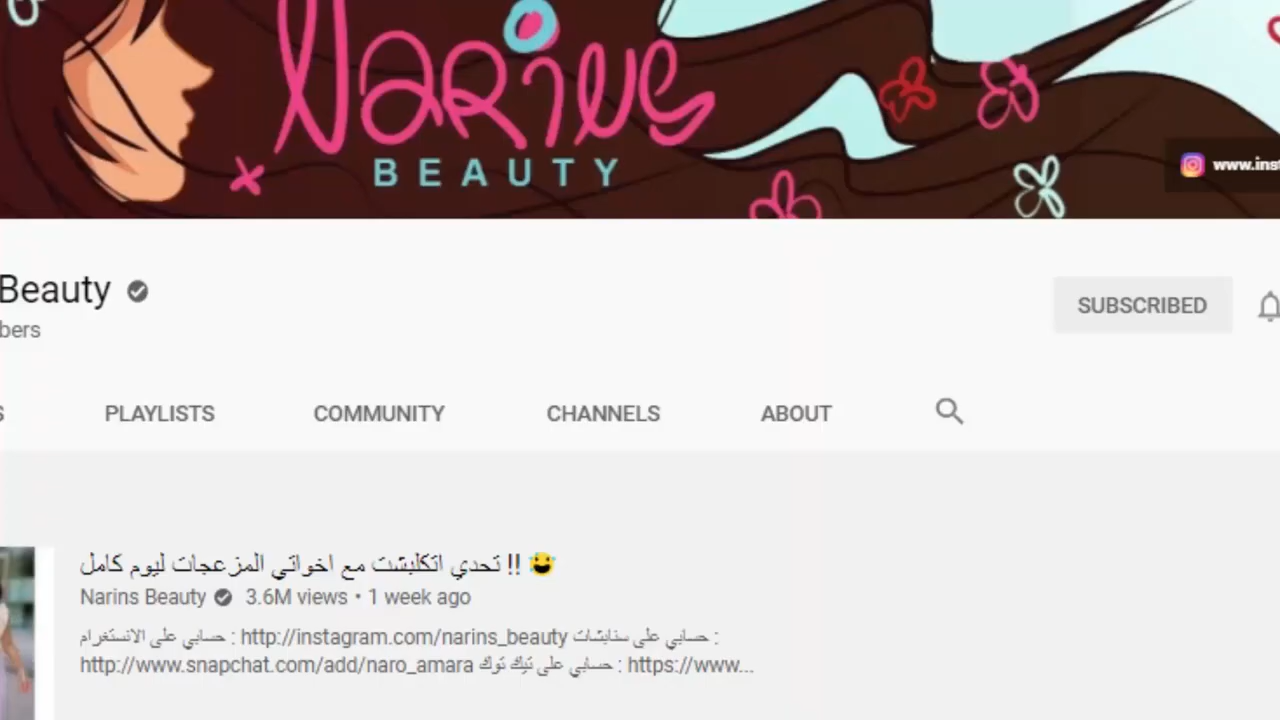 Narins
BEAUTY
www.inst
Beauty
bers
SUBSCRIBED
S
PLAYLISTS
COMMUNITY
CHANNELS
ABOUT
تحدي اتكلبشت مع اخواتي المزعجات ليوم كامل !! 😂
Narins Beauty 3.6M views • 1 week ago
حسابي على الانستغرام : http://instagram.com/narins_beauty حسابي على سنابشات :
http://www.snapchat.com/add/naro_amara حسابي على تيك توك : https://www...